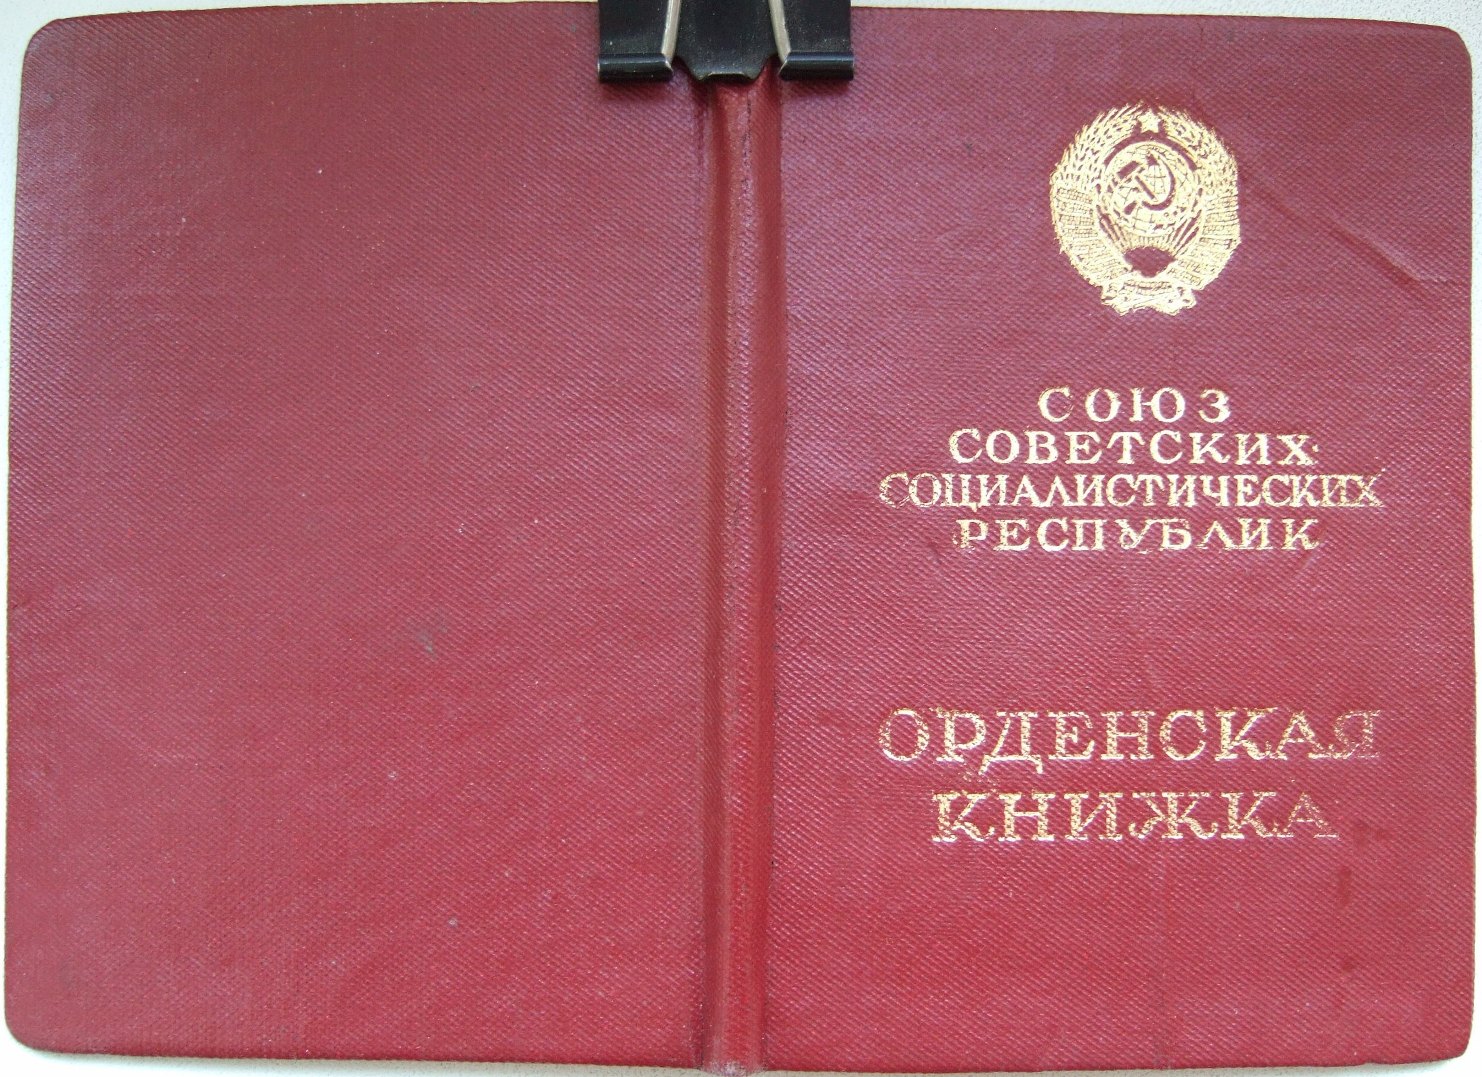 СОЮЗ
СОВЕТСКИХ
СОЦИАЛИСТИЧЕСКИХ
РЕСПУБЛИК
ОРДЕНСКАЯ
КНИЖКА